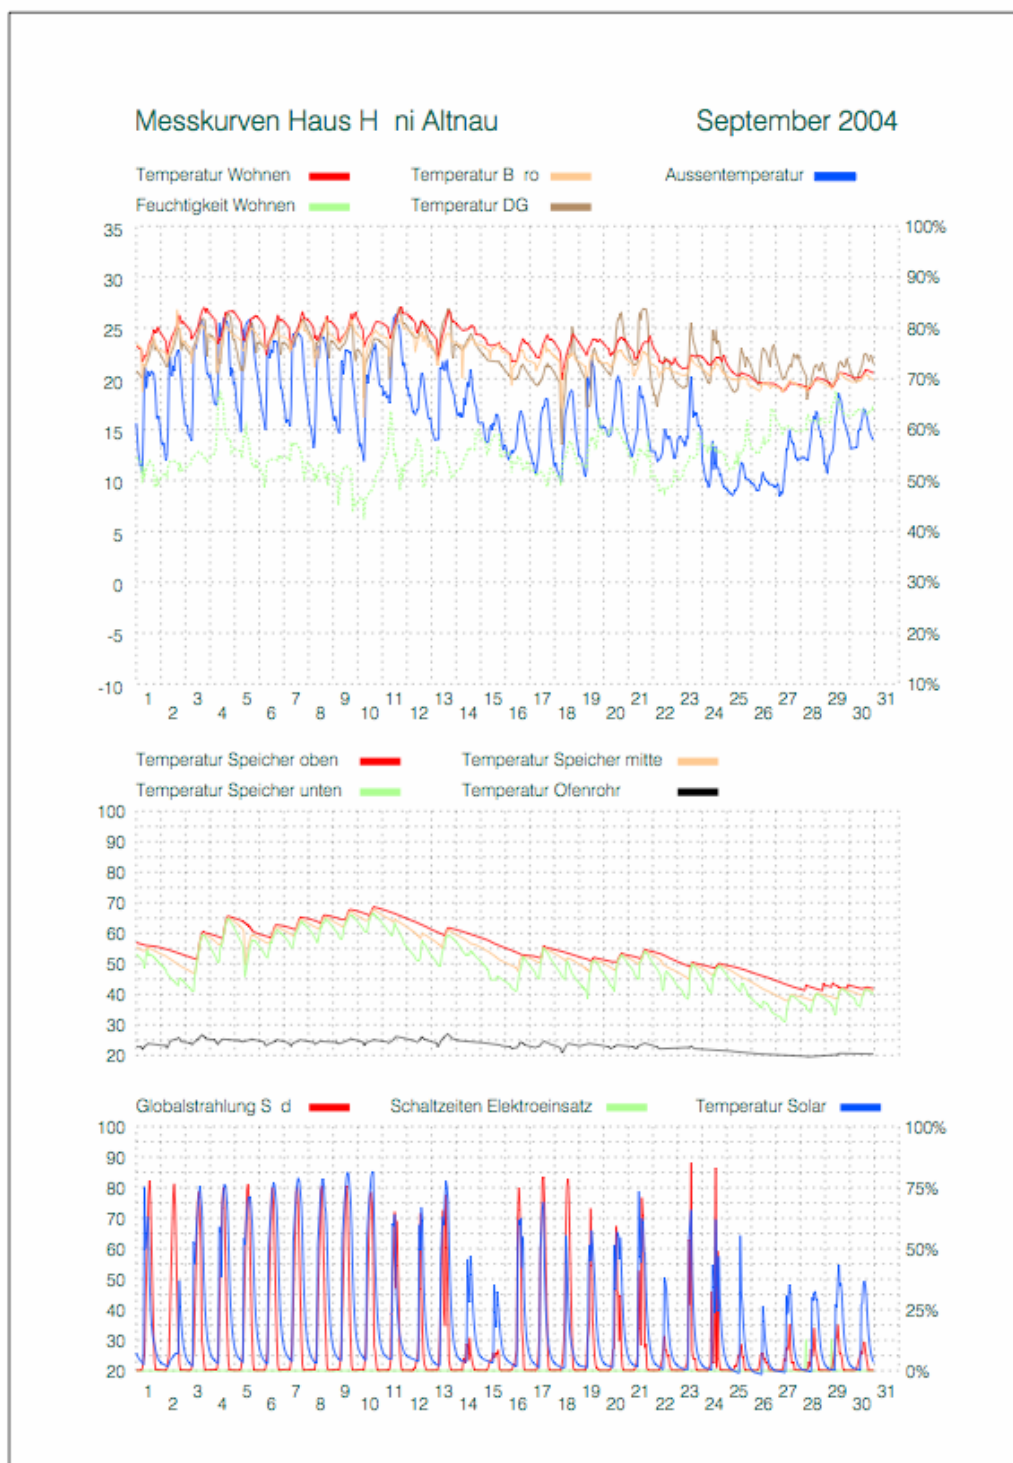 Messkurven Haus H ni Altnau September 2004
Temperatur Wohnen Temperatur B ro Aussentemperatur
Feuchtigkeit Wohnen Temperatur DG
35 100%
30 90%
25 80%
20 70%
15 60%
10 50%
5 40%
0 30%
-5 20%
-10 10%
1 3 5 7 9 11 13 15 17 19 21 23 25 27 29 31
2 4 6 8 10 12 14 16 18 20 22 24 26 28 30
Temperatur Speicher oben Temperatur Speicher mitte
Temperatur Speicher unten Temperatur Ofenrohr
100
90
80
70
60
50
40
30
20
Globalstrahlung S d Schaltzeiten Elektroeinsatz Temperatur Solar
100 100%
90
80 75%
70
60 50%
50
40 25%
30
20 0%
1 3 5 7 9 11 13 15 17 19 21 23 25 27 29 31
2 4 6 8 10 12 14 16 18 20 22 24 26 28 30